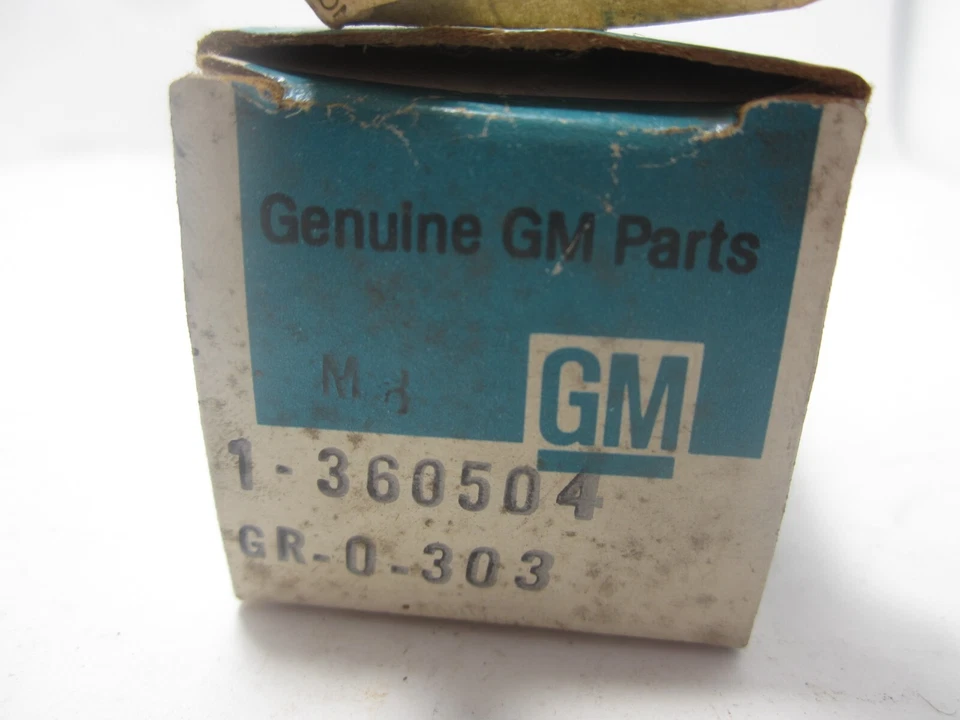 Genuine GM Parts
M
GM
1-360504
GR-0-303